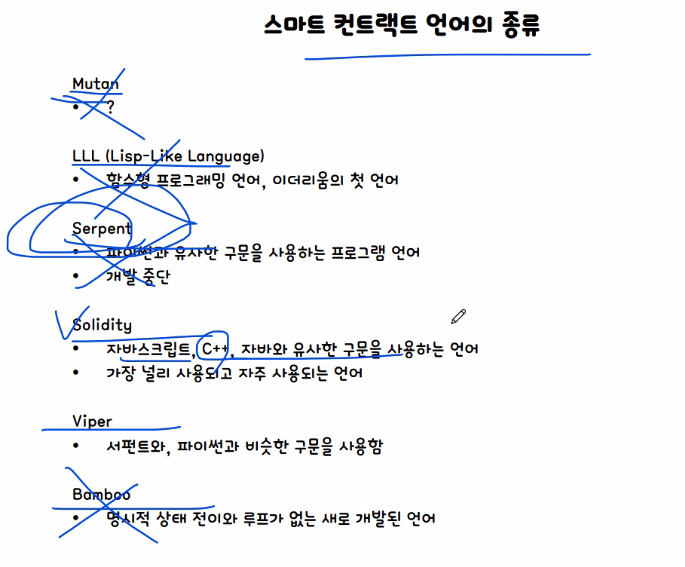 스마트 컨트랙트 언어의 종류
Mutan
• ?
LLL (Lisp-Like Language)
• 함수형 프로그래밍 언어, 이더리움의 첫 언어
Serpent
• 파이썬과 유사한 구문을 사용하는 프로그램 언어
• 개발 중단
Solidity
• 자바스크립트, C++, 자바와 유사한 구문을 사용하는 언어
• 가장 널리 사용되고 자주 사용되는 언어
Viper
• 서펀트와, 파이썬과 비슷한 구문을 사용함
Bamboo
• 명시적 상태 전이와 루프가 없는 새로 개발된 언어